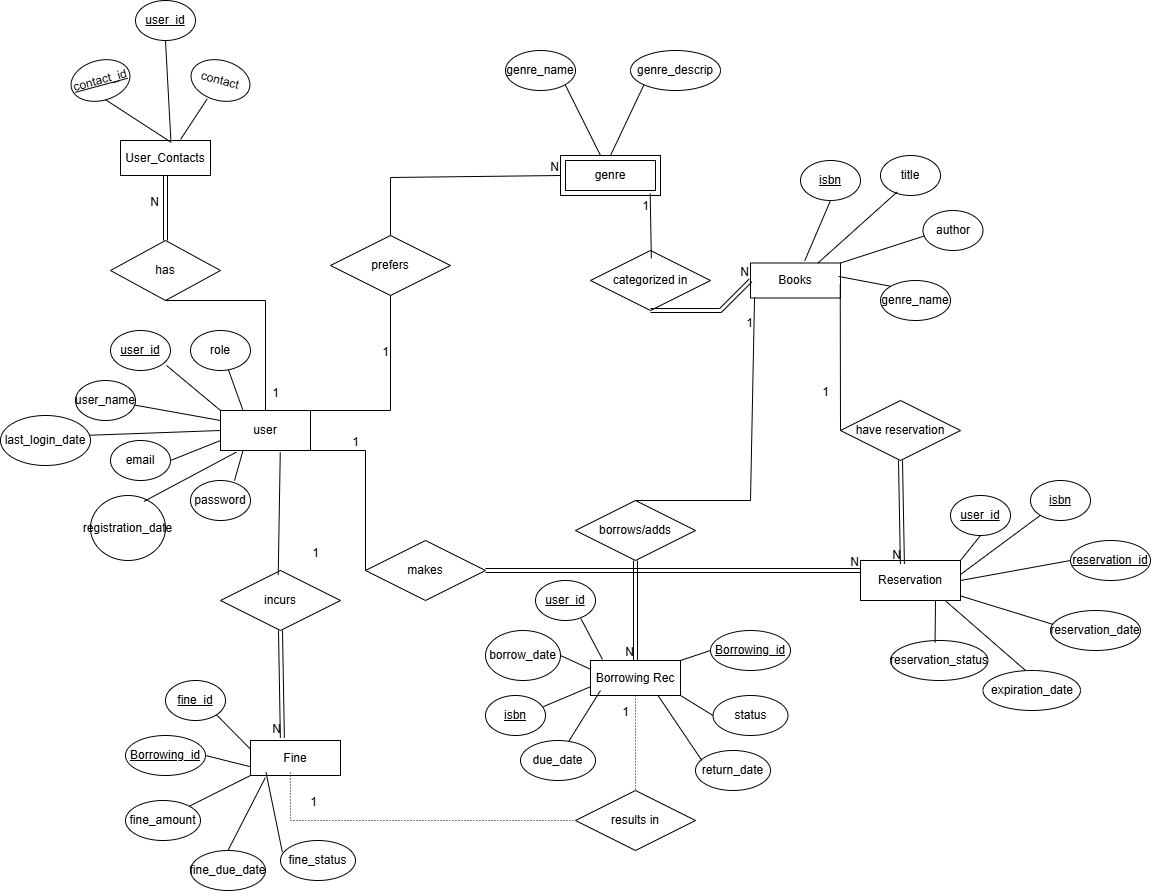 user_id
contact_id
contact
User_Contacts
N
has
1
genre_name
genre_descrip
genre
N
prefers
1
1
categorized in
N
isbn
title
author
Books
genre_name
1
1
have reservation
N
user_id
role
user_name
last_login_date
user
email
password
registration_date
1
makes
N
borrows/adds
N
1
incurs
N
user_id
isbn
reservation_id
Reservation
reservation_date
reservation_status
expiration_date
user_id
borrow_date
Borrowing_id
Borrowing Rec
isbn
status
due_date
return_date
1
results in
1
fine_id
Borrowing_id
Fine
fine_amount
fine_due_date
fine_status